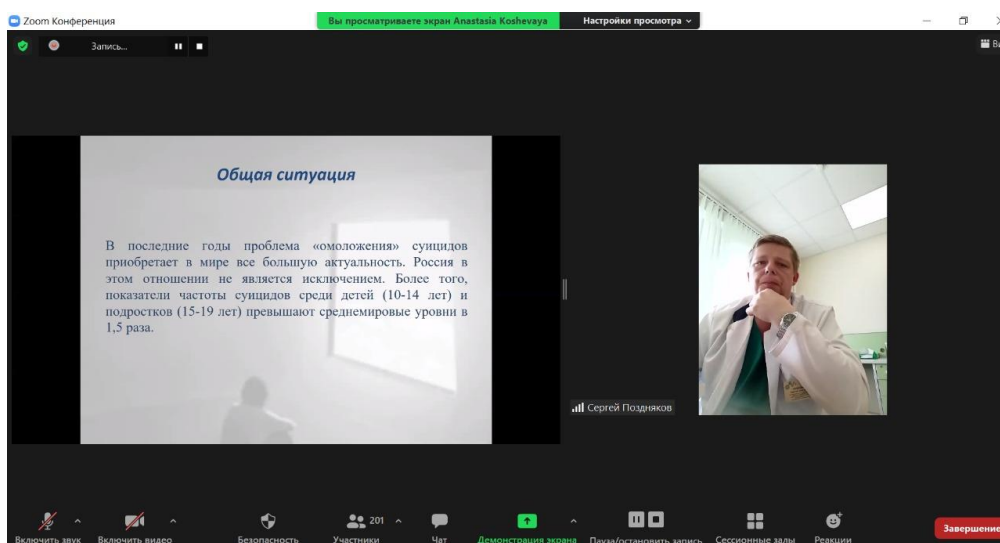 Zoom Конференция
Вы просматриваете экран Anastasia Koshevaya
Настройки просмотра
Запись...
Общая ситуация
В последние годы проблема «омоложения» суицидов
приобретает в мире все большую актуальность. Россия в
этом отношении не является исключением. Более того,
показатели частоты суицидов среди детей (10-14 лет) и
подростков (15-19 лет) превышают среднемировые уровни в
1,5 раза.
Сергей Поздняков
201
Включить звук
Включить видео
Безопасность
Участники
Чат
Демонстрация экрана
Пауза/остановить запись
Сессионные залы
Реакции
Завершение